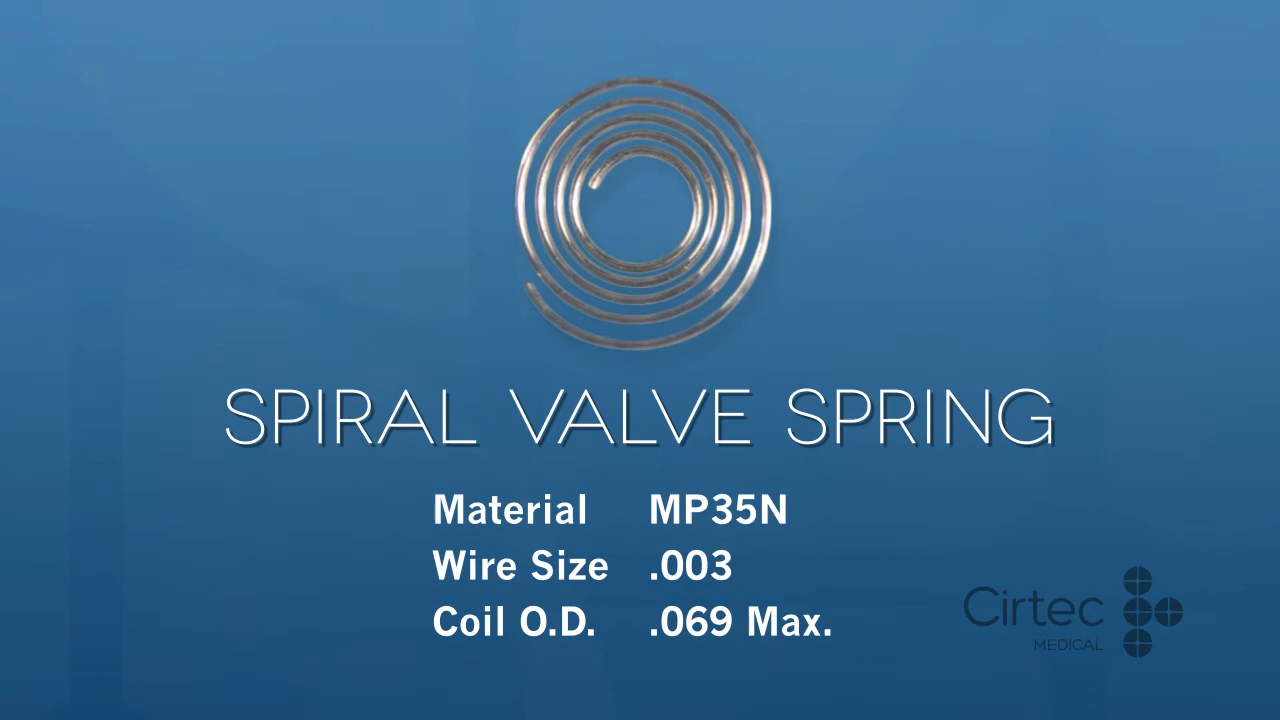 SPIRAL VALVE SPRING
Material MP35N
Wire Size .003
Coil O.D. .069 Max.
Cirtec
MEDICAL